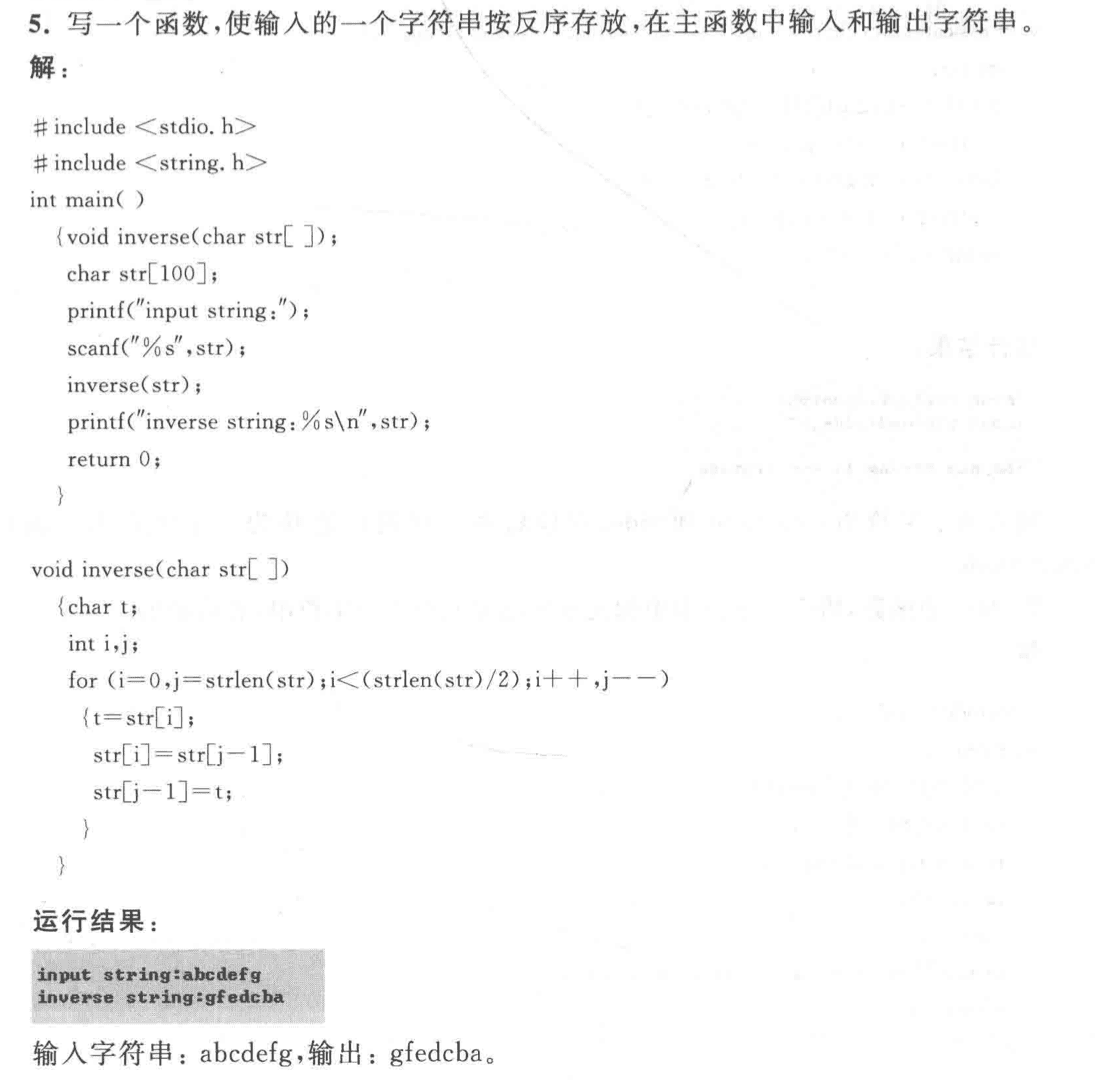 5. 写一个函数,使输入的一个字符串按反序存放,在主函数中输入和输出字符串。
解：
#include <stdio.h>
#include <string.h>
int main( )
{void inverse(char str[ ]);
char str[100];
printf("input string:");
scanf("%s",str);
inverse(str);
printf("inverse string:%s\n",str);
return 0;
}
void inverse(char str[ ])
{char t;
int i,j;
for (i=0,j=strlen(str);i<(strlen(str)/2);i++,j--)
{t=str[i];
str[i]=str[j-1];
str[j-1]=t;
}
}
运行结果：
input string:abcdefg
inverse string:gfedcba
输入字符串：abcdefg,输出：gfedcba。